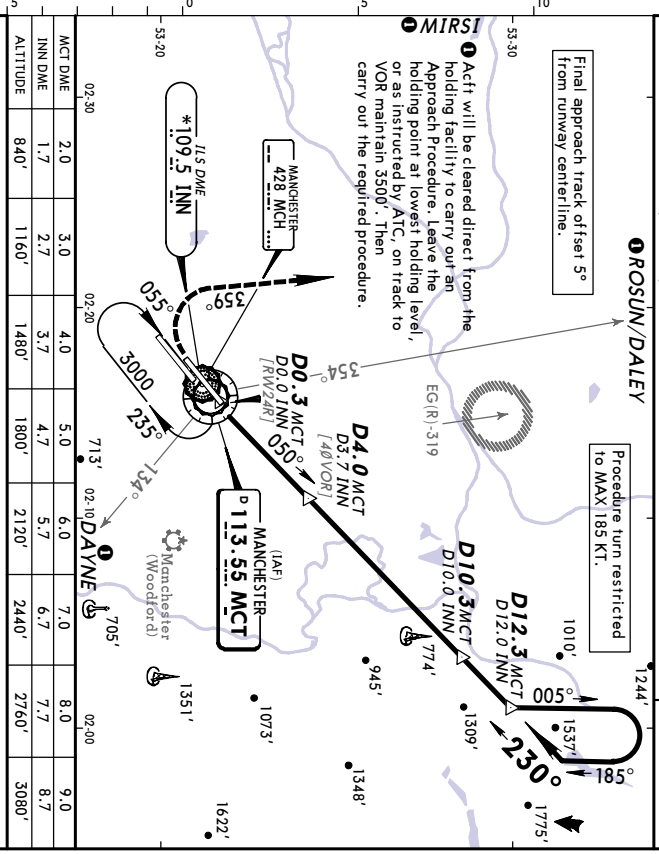 MCT DME 2.0 3.0 4.0 5.0 6.0 7.0 8.0 9.0
INN DME 1.7 2.7 3.7 4.7 5.7 6.7 7.7 8.7
ALTITUDE 840' 1160' 1480' 1800' 2120' 2440' 2760' 3080'
5
0
5
10
53-20
53-30
02-30
02-20
02-10
02-00
Final approach track offset 5°
from runway centerline.
Procedure turn restricted
to MAX 185 KT.
❶ MIRSI
❶ ROSUN/DALEY
❶ Acft will be cleared direct from the
holding facility to carry out an
Approach Procedure. Leave the
holding point at lowest holding level,
or as instructed by ATC, on track to
VOR maintain 3500'. Then
carry out the required procedure.
EG(R)-319
MANCHESTER
428 MCH
ILS DME
*109.5 INN
359°
354°
055°
3000
235°
134°
❶ DAYNE
D0.3 MCT
D0.0 INN
[RW24R]
050°
D4.0 MCT
D3.7 INN
[4ØVOR]
(IAF)
MANCHESTER
D 113.55 MCT
Manchester
(Woodford)
D10.3 MCT
D10.0 INN
D12.3 MCT
D12.0 INN
005°
185°
230°
713'
705'
1351'
774'
945'
1073'
1010'
1244'
1309'
1537'
1348'
1775'
1622'